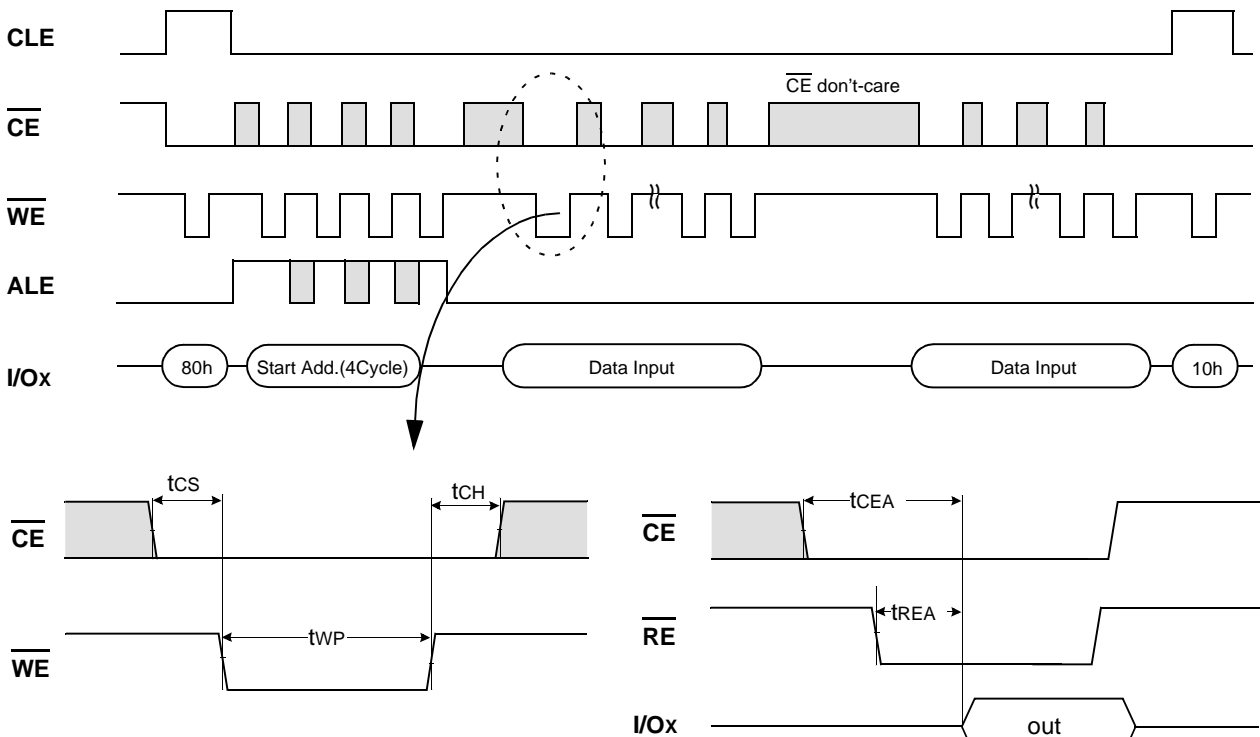 CLE
CE don't-care
CE
WE
ALE
I/Ox
80h
Start Add.(4Cycle)
Data Input
Data Input
10h
tCS
tCH
CE
tWP
WE
tCEA
CE
tREA
RE
I/Ox
out